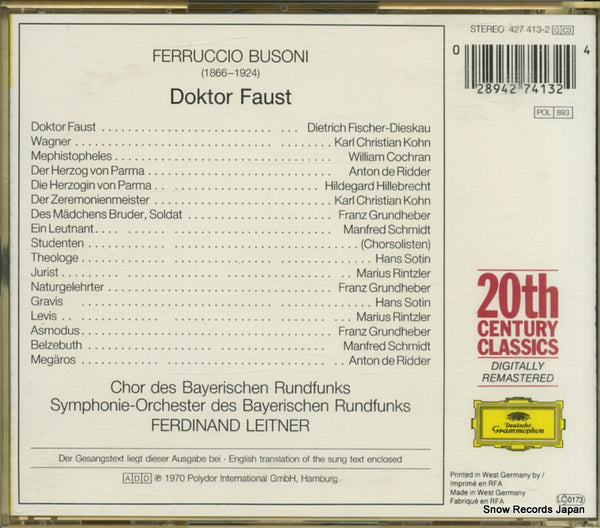 STEREO 427 413-2 G C3
FERRUCCIO BUSONI
(1866–1924)
Doktor Faust
0 28942 74132 4
POL 893
Doktor Faust Dietrich Fischer-Dieskau
Wagner Karl Christian Kohn
Mephistopheles William Cochran
Der Herzog von Parma Anton de Ridder
Die Herzogin von Parma Hildegard Hillebrecht
Der Zeremonienmeister Karl Christian Kohn
Des Mädchens Bruder, Soldat Franz Grundheber
Ein Leutnant Manfred Schmidt
Studenten (Chorsolisten)
Theologe Hans Sotin
Jurist Marius Rintzler
Naturgelehrter Franz Grundheber
Gravis Hans Sotin
Levis Marius Rintzler
Asmodus Franz Grundheber
Belzebuth Manfred Schmidt
Megäros Anton de Ridder
Chor des Bayerischen Rundfunks
Symphonie-Orchester des Bayerischen Rundfunks
FERDINAND LEITNER
Der Gesangstext liegt dieser Ausgabe bei · English translation of the sung text enclosed
ADD ℗ 1970 Polydor International GmbH, Hamburg.
20th
CENTURY
CLASSICS
DIGITALLY
REMASTERED
Deutsche
Grammophon
Printed in West Germany by /
Imprimé en RFA
Made in West Germany
Fabriqué en RFA
LC 0173
Snow Records Japan